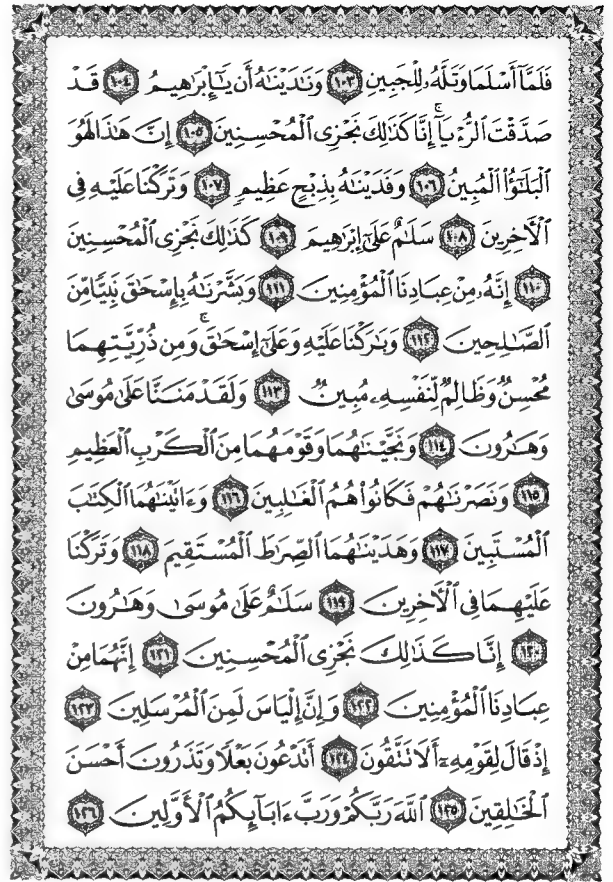 فَلَمَّآ أَسْلَمَا وَتَلَّهُۥ لِلْجَبِينِ ١٠٣ وَنَٰدَيْنَٰهُ أَن يَٰٓإِبْرَٰهِيمُ ١٠٤ قَدْ
صَدَّقْتَ ٱلرُّءْيَآ ۚ إِنَّا كَذَٰلِكَ نَجْزِى ٱلْمُحْسِنِينَ ١٠٥ إِنَّ هَٰذَا لَهُوَ
ٱلْبَلَٰٓؤُا۟ ٱلْمُبِينُ ١٠٦ وَفَدَيْنَٰهُ بِذِبْحٍ عَظِيمٍ ١٠٧ وَتَرَكْنَا عَلَيْهِ فِى
ٱلْءَاخِرِينَ ١٠٨ سَلَٰمٌ عَلَىٰٓ إِبْرَٰهِيمَ ١٠٩ كَذَٰلِكَ نَجْزِى ٱلْمُحْسِنِينَ
١١٠ إِنَّهُۥ مِنْ عِبَادِنَا ٱلْمُؤْمِنِينَ ١١١ وَبَشَّرْنَٰهُ بِإِسْحَٰقَ نَبِيًّا مِّنَ
ٱلصَّٰلِحِينَ ١١٢ وَبَٰرَكْنَا عَلَيْهِ وَعَلَىٰٓ إِسْحَٰقَ ۚ وَمِن ذُرِّيَّتِهِمَا
مُحْسِنٌ وَظَالِمٌ لِّنَفْسِهِۦ مُبِينٌ ١١٣ وَلَقَدْ مَنَنَّا عَلَىٰ مُوسَىٰ
وَهَٰرُونَ ١١٤ وَنَجَّيْنَٰهُمَا وَقَوْمَهُمَا مِنَ ٱلْكَرْبِ ٱلْعَظِيمِ
١١٥ وَنَصَرْنَٰهُمْ فَكَانُوا۟ هُمُ ٱلْغَٰلِبِينَ ١١٦ وَءَاتَيْنَٰهُمَا ٱلْكِتَٰبَ
ٱلْمُسْتَبِينَ ١١٧ وَهَدَيْنَٰهُمَا ٱلصِّرَٰطَ ٱلْمُسْتَقِيمَ ١١٨ وَتَرَكْنَا
عَلَيْهِمَا فِى ٱلْءَاخِرِينَ ١١٩ سَلَٰمٌ عَلَىٰ مُوسَىٰ وَهَٰرُونَ
١٢٠ إِنَّا كَذَٰلِكَ نَجْزِى ٱلْمُحْسِنِينَ ١٢١ إِنَّهُمَا مِنْ
عِبَادِنَا ٱلْمُؤْمِنِينَ ١٢٢ وَإِنَّ إِلْيَاسَ لَمِنَ ٱلْمُرْسَلِينَ ١٢٣
إِذْ قَالَ لِقَوْمِهِۦٓ أَلَا تَتَّقُونَ ١٢٤ أَتَدْعُونَ بَعْلًا وَتَذَرُونَ أَحْسَنَ
ٱلْخَٰلِقِينَ ١٢٥ ٱللَّهَ رَبَّكُمْ وَرَبَّ ءَابَآئِكُمُ ٱلْأَوَّلِينَ ١٢٦